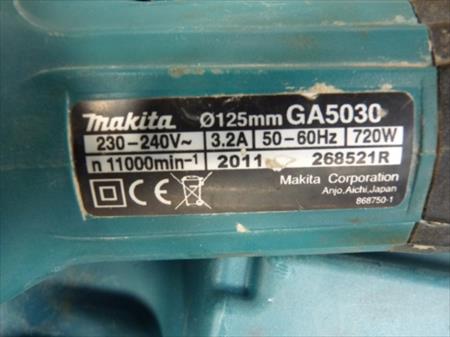 makita Ø125mm GA5030
230-240V~ 3.2A 50-60Hz 720W
n 11000min-1 2011 268521R
Makita Corporation
Anjo, Aichi, Japan
868750-1
CE